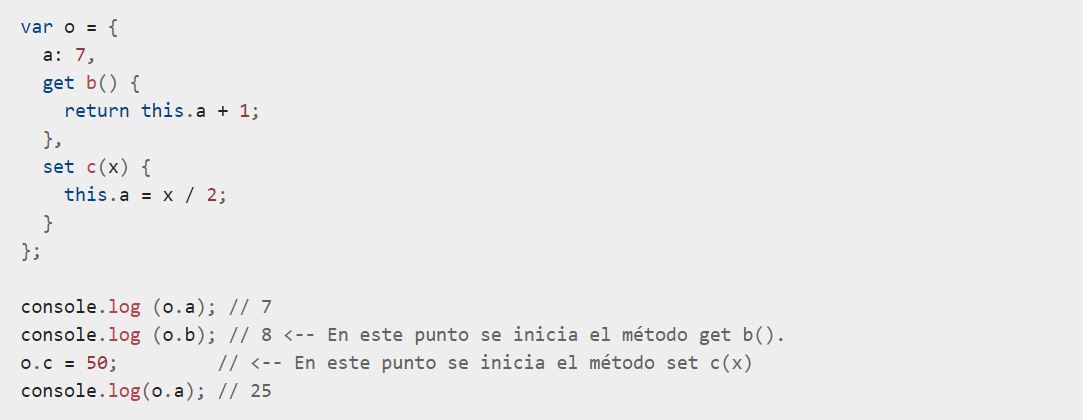 var o = {
  a: 7,
  get b() {
    return this.a + 1;
  },
  set c(x) {
    this.a = x / 2;
  }
};

console.log (o.a); // 7
console.log (o.b); // 8 <-- En este punto se inicia el método get b().
o.c = 50;         // <-- En este punto se inicia el método set c(x)
console.log(o.a); // 25